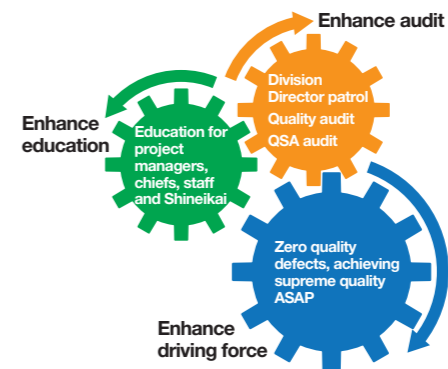 Enhance audit
Division
Director patrol
Quality audit
QSA audit
Enhance
education
Education for
project
managers,
chiefs, staff
and Shineikai
Zero quality
defects, achieving
supreme quality
ASAP
Enhance
driving force